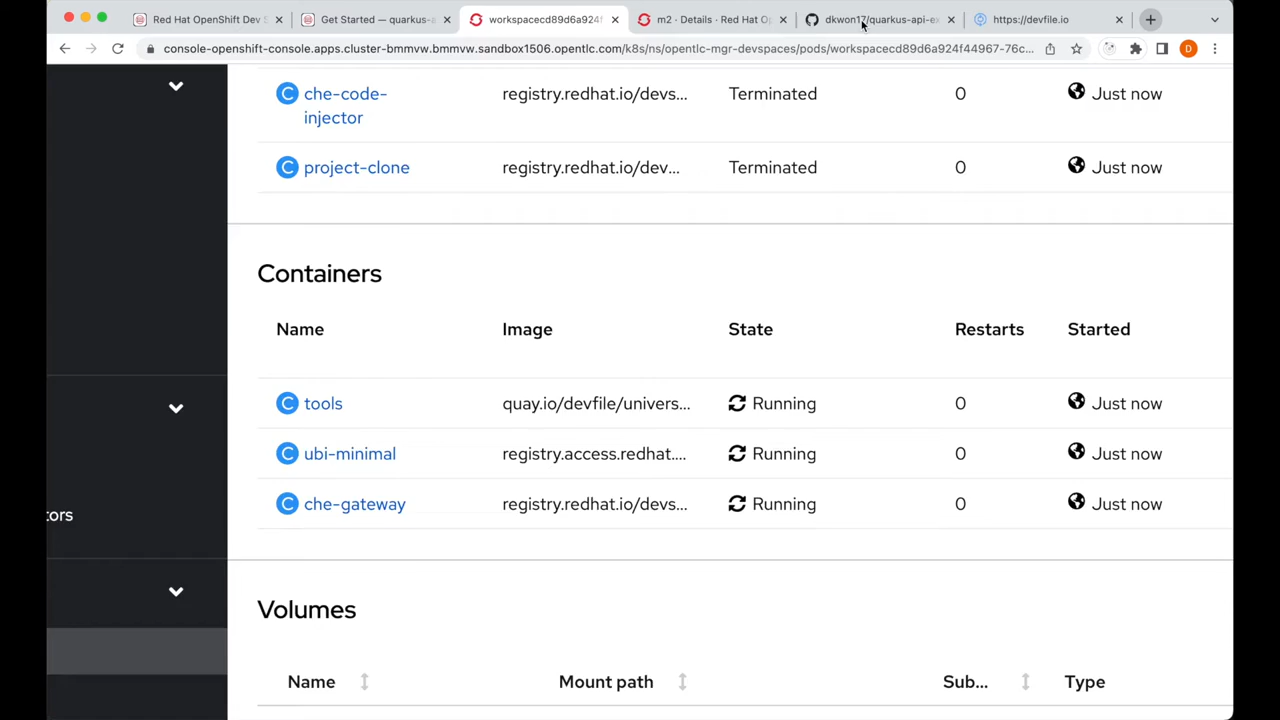 Red Hat OpenShift Dev S
Get Started — quarkus-a
workspacecd89d6a924f
m2 · Details · Red Hat O
dkwon17/quarkus-api-ex
https://devfile.io
console-openshift-console.apps.cluster-bmmvw.bmmvw.sandbox1506.opentlc.com/k8s/ns/opentlc-mgr-devspaces/pods/workspacecd89d6a924f44967-76c...
D
C che-code-injector registry.redhat.io/devs... Terminated 0 Just now
C project-clone registry.redhat.io/dev... Terminated 0 Just now
Containers
Name Image State Restarts Started
C tools quay.io/devfile/univers... Running 0 Just now
C ubi-minimal registry.access.redhat.... Running 0 Just now
C che-gateway registry.redhat.io/devs... Running 0 Just now
tors
Volumes
Name Mount path Sub... Type